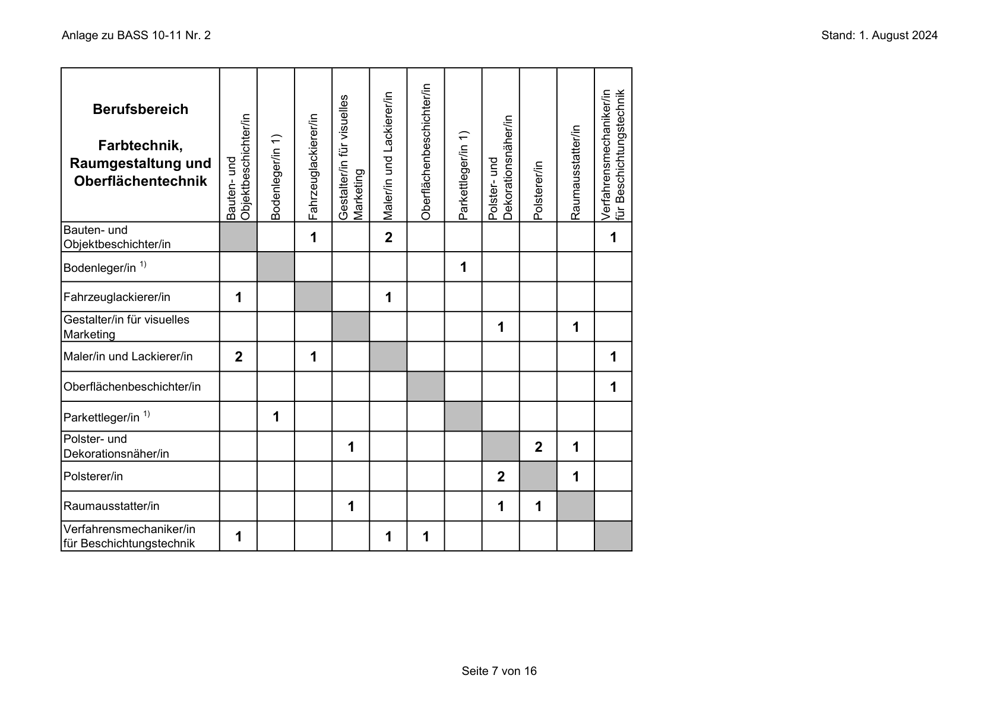 Anlage zu BASS 10-11 Nr. 2
Stand: 1. August 2024
Berufsbereich
Farbtechnik,
Raumgestaltung und
Oberflächentechnik
Bauten- und
Objektbeschichter/in
Bodenleger/in 1)
Fahrzeuglackierer/in
Gestalter/in für visuelles
Marketing
Maler/in und Lackierer/in
Oberflächenbeschichter/in
Parkettleger/in 1)
Polster- und
Dekorationsnäher/in
Polsterer/in
Raumausstatter/in
Verfahrensmechaniker/in
für Beschichtungstechnik
Bauten- und
Objektbeschichter/in
1 2 1
Bodenleger/in 1)
1
Fahrzeuglackierer/in
1 1
Gestalter/in für visuelles
Marketing
1 1
Maler/in und Lackierer/in
2 1 1
Oberflächenbeschichter/in
1
Parkettleger/in 1)
1
Polster- und
Dekorationsnäher/in
1 2 1
Polsterer/in
2 1
Raumausstatter/in
1 1 1
Verfahrensmechaniker/in
für Beschichtungstechnik
1 1 1
Seite 7 von 16